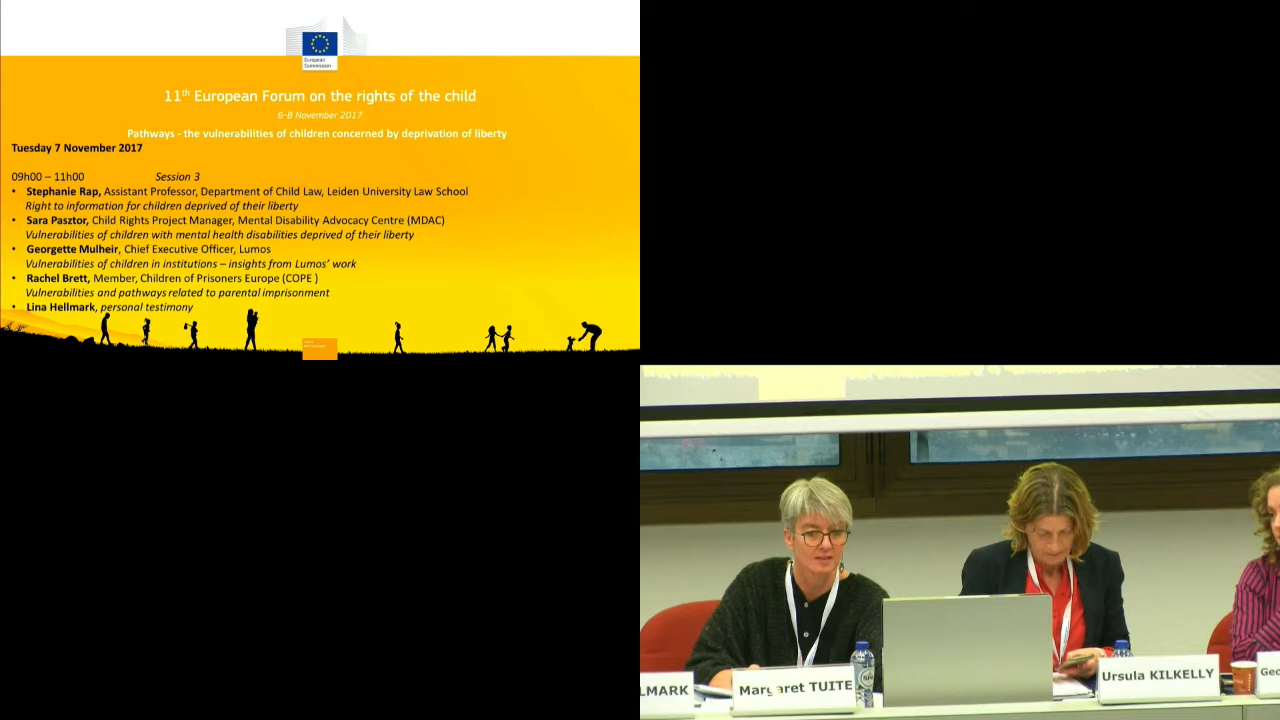 European
Commission
11th European Forum on the rights of the child
6-8 November 2017
Pathways - the vulnerabilities of children concerned by deprivation of liberty
Tuesday 7 November 2017
09h00 – 11h00 Session 3
• Stephanie Rap, Assistant Professor, Department of Child Law, Leiden University Law School
Right to information for children deprived of their liberty
• Sara Pasztor, Child Rights Project Manager, Mental Disability Advocacy Centre (MDAC)
Vulnerabilities of children with mental health disabilities deprived of their liberty
• Georgette Mulheir, Chief Executive Officer, Lumos
Vulnerabilities of children in institutions – insights from Lumos' work
• Rachel Brett, Member, Children of Prisoners Europe (COPE )
Vulnerabilities and pathways related to parental imprisonment
• Lina Hellmark, personal testimony
LMARK
Margaret TUITE
Ursula KILKELLY
Geo